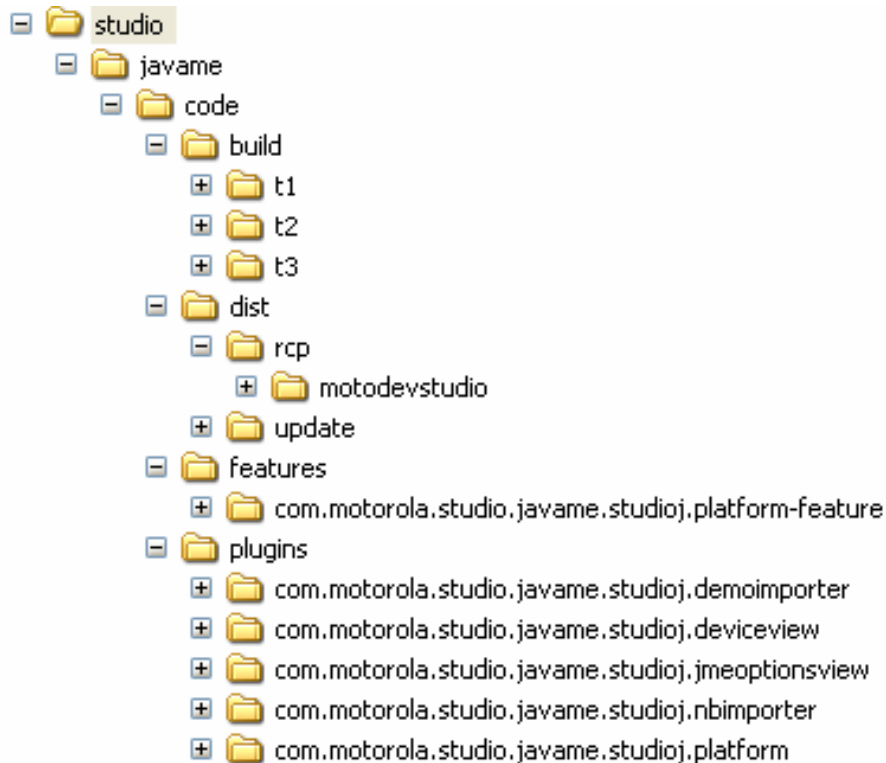 studio
javame
code
build
t1
t2
t3
dist
rcp
motodevstudio
update
features
com.motorola.studio.javame.studioj.platform-feature
plugins
com.motorola.studio.javame.studioj.demoimporter
com.motorola.studio.javame.studioj.deviceview
com.motorola.studio.javame.studioj.jmeoptionsview
com.motorola.studio.javame.studioj.nbimporter
com.motorola.studio.javame.studioj.platform